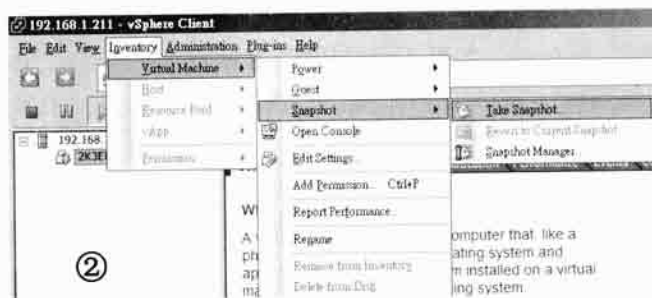 192.168.1.211 - vSphere Client
File Edit View Inventory Administration Plug-ins Help
Virtual Machine
Host
Resource Pool
vApp
Permission
Power
Guest
Snapshot
Open Console
Edit Settings...
Add Permission... Ctrl+P
Report Performance...
Rename
Remove from Inventory
Delete from Disk
Take Snapshot...
Revert to Current Snapshot
Snapshot Manager...
192.168
omputer that, like a
ating system and
installed on a virtual
ing system.
W
A
ph
ap
ma
②